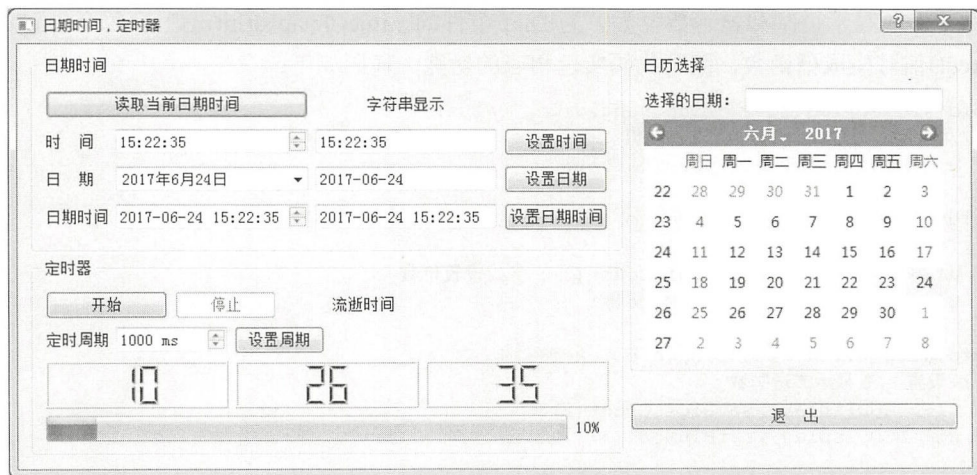 日期时间，定时器
日期时间
读取当前日期时间 字符串显示
时 间 15:22:35 15:22:35 设置时间
日 期 2017年6月24日 2017-06-24 设置日期
日期时间 2017-06-24 15:22:35 2017-06-24 15:22:35 设置日期时间
定时器
开始 停止 流逝时间
定时周期 1000 ms 设置周期
10 26 35
10%
日历选择
选择的日期：
六月 2017
周日 周一 周二 周三 周四 周五 周六
22 28 29 30 31 1 2 3
23 4 5 6 7 8 9 10
24 11 12 13 14 15 16 17
25 18 19 20 21 22 23 24
26 25 26 27 28 29 30 1
27 2 3 4 5 6 7 8
退 出